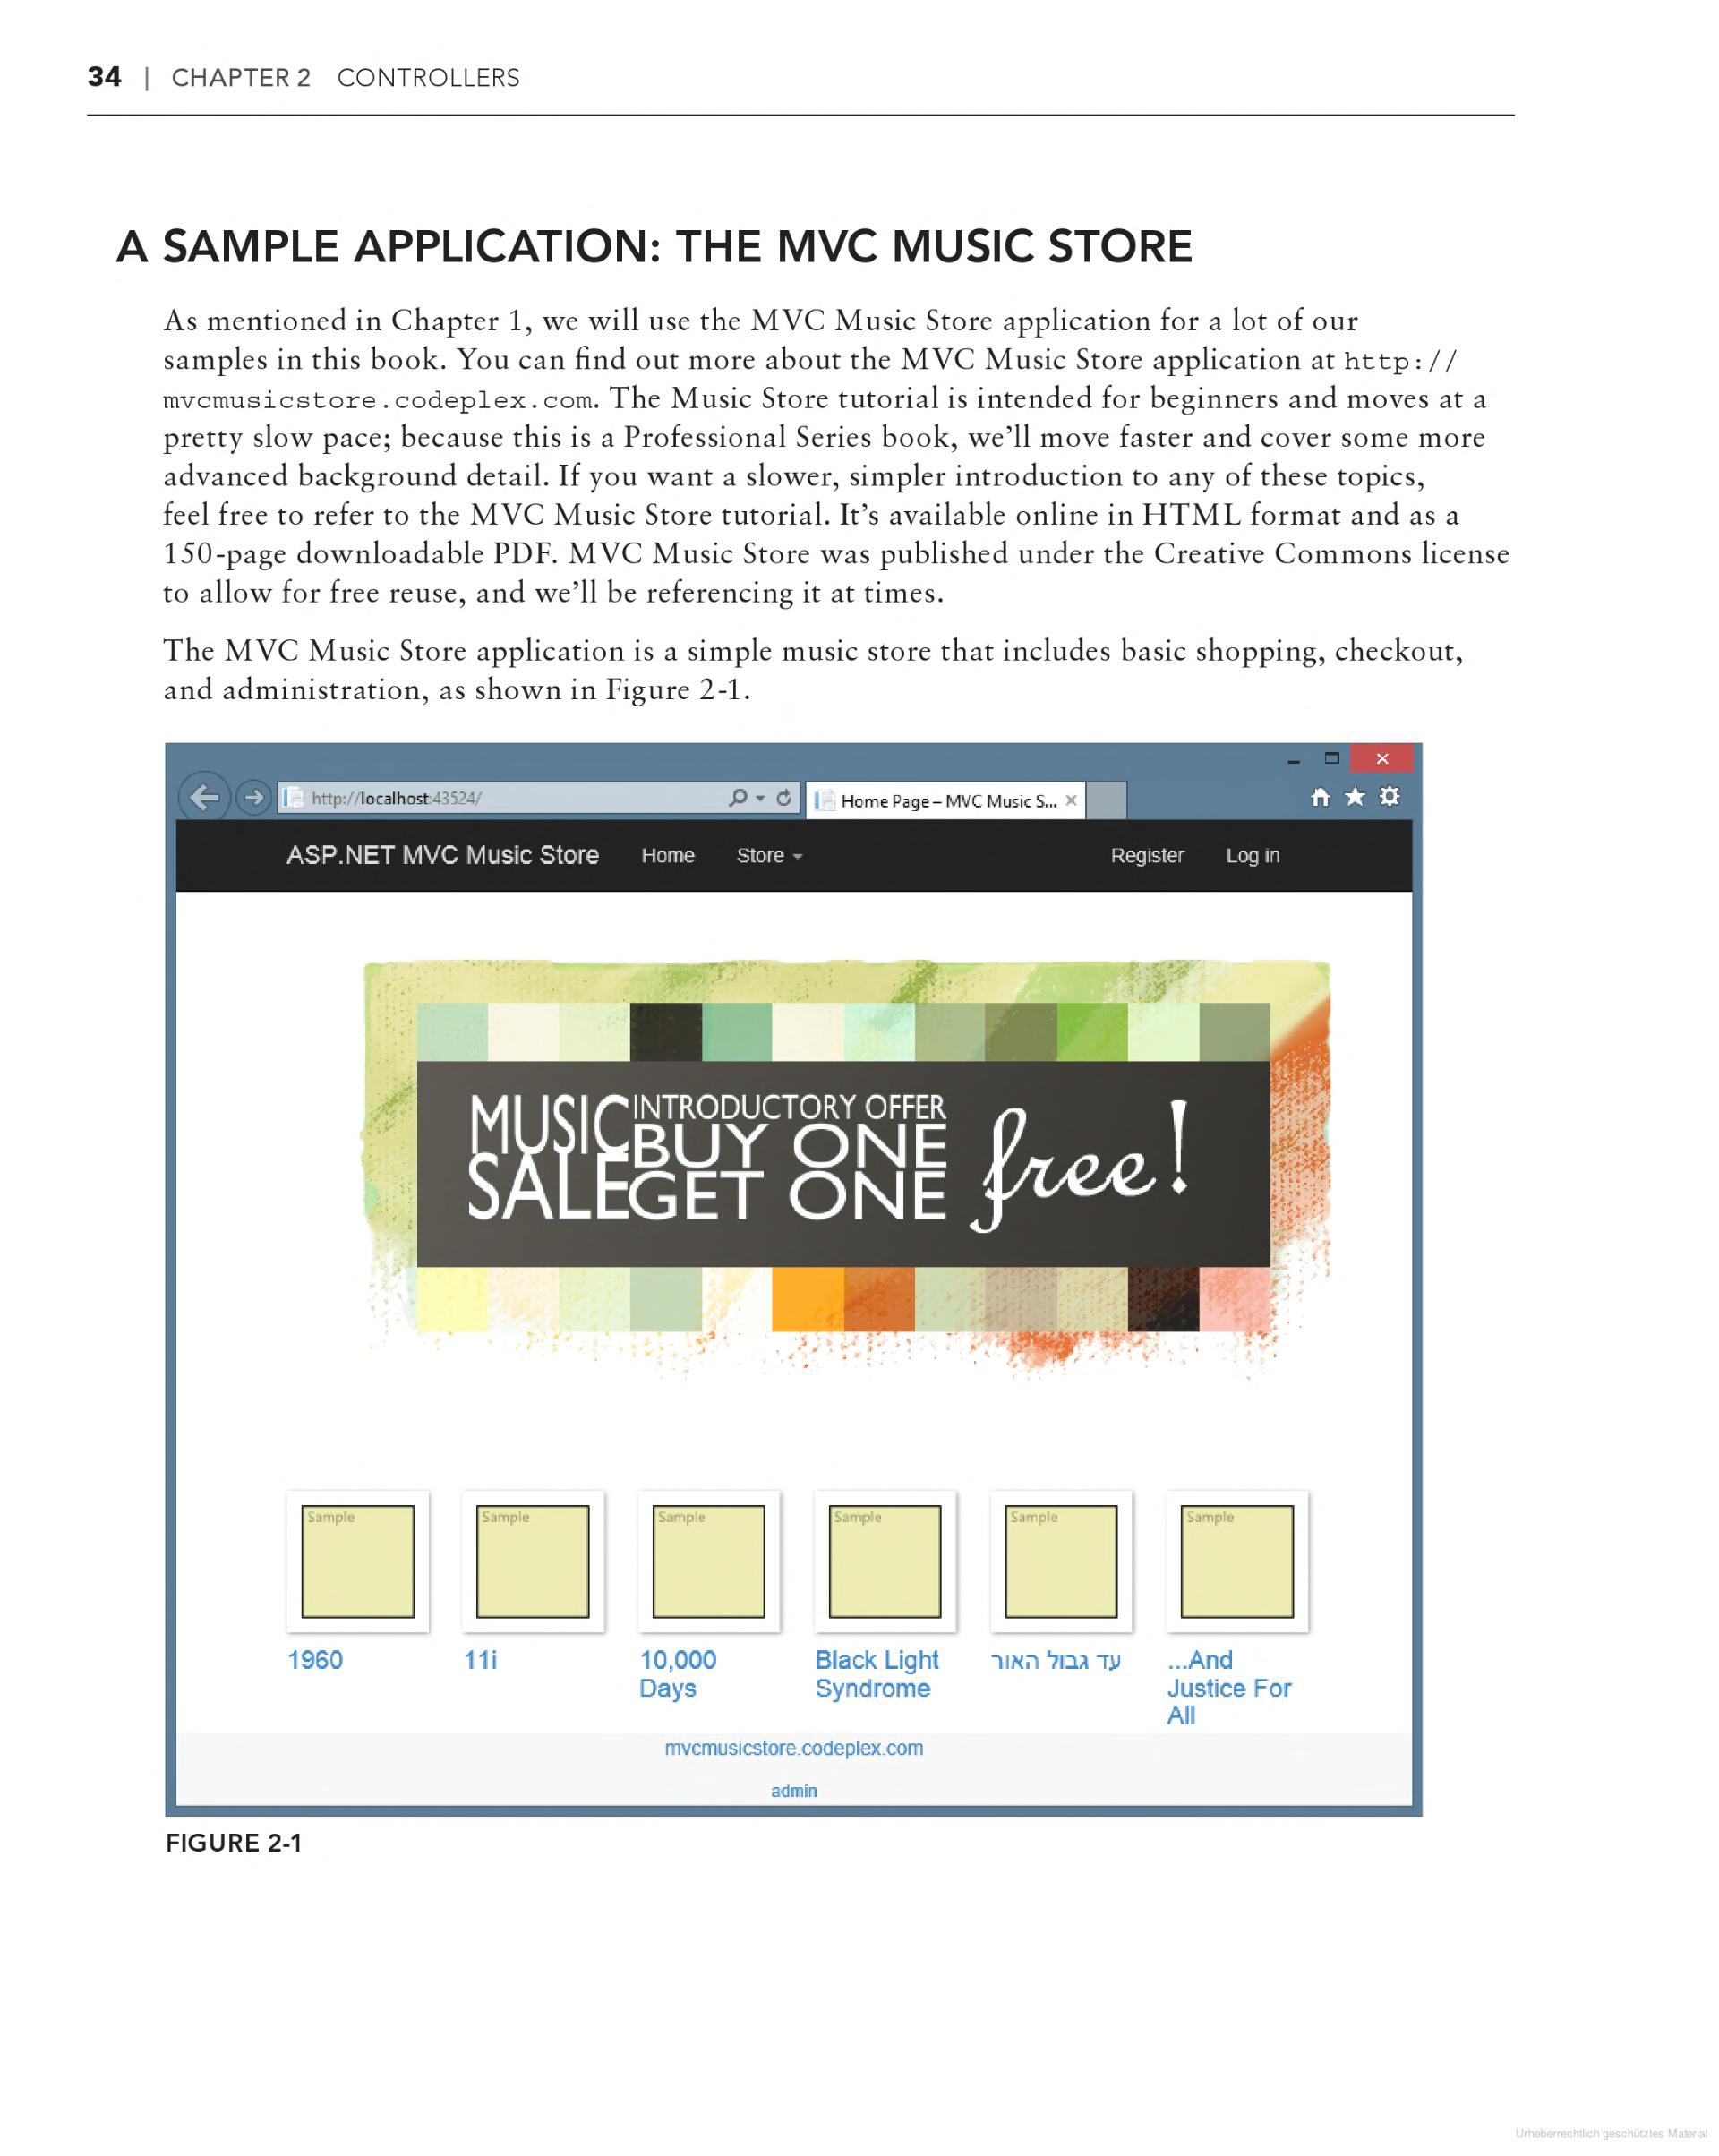 34 | CHAPTER 2 CONTROLLERS
A SAMPLE APPLICATION: THE MVC MUSIC STORE
As mentioned in Chapter 1, we will use the MVC Music Store application for a lot of our
samples in this book. You can find out more about the MVC Music Store application at http://
mvcmusicstore.codeplex.com. The Music Store tutorial is intended for beginners and moves at a
pretty slow pace; because this is a Professional Series book, we’ll move faster and cover some more
advanced background detail. If you want a slower, simpler introduction to any of these topics,
feel free to refer to the MVC Music Store tutorial. It’s available online in HTML format and as a
150-page downloadable PDF. MVC Music Store was published under the Creative Commons license
to allow for free reuse, and we’ll be referencing it at times.
The MVC Music Store application is a simple music store that includes basic shopping, checkout,
and administration, as shown in Figure 2-1.
http://localhost:43524/ Home Page – MVC Music S...
ASP.NET MVC Music Store Home Store Register Log in
MUSIC SALE
INTRODUCTORY OFFER
BUY ONE
GET ONE
free!
Sample Sample Sample Sample Sample Sample
1960
11i
10,000
Days
Black Light
Syndrome
עד גבול האור
...And
Justice For
All
mvcmusicstore.codeplex.com
admin
FIGURE 2-1
Urheberrechtlich geschütztes Material